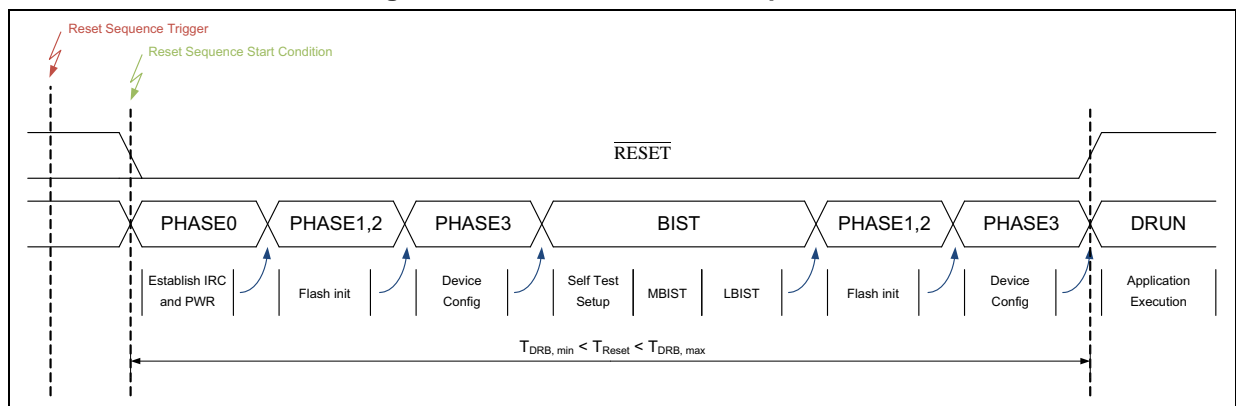 Reset Sequence Trigger
Reset Sequence Start Condition
RESET
PHASE0 PHASE1,2 PHASE3 BIST PHASE1,2 PHASE3 DRUN
Establish IRC and PWR
Flash init
Device Config
Self Test Setup
MBIST
LBIST
Flash init
Device Config
Application Execution
TDRB, min < TReset < TDRB, max